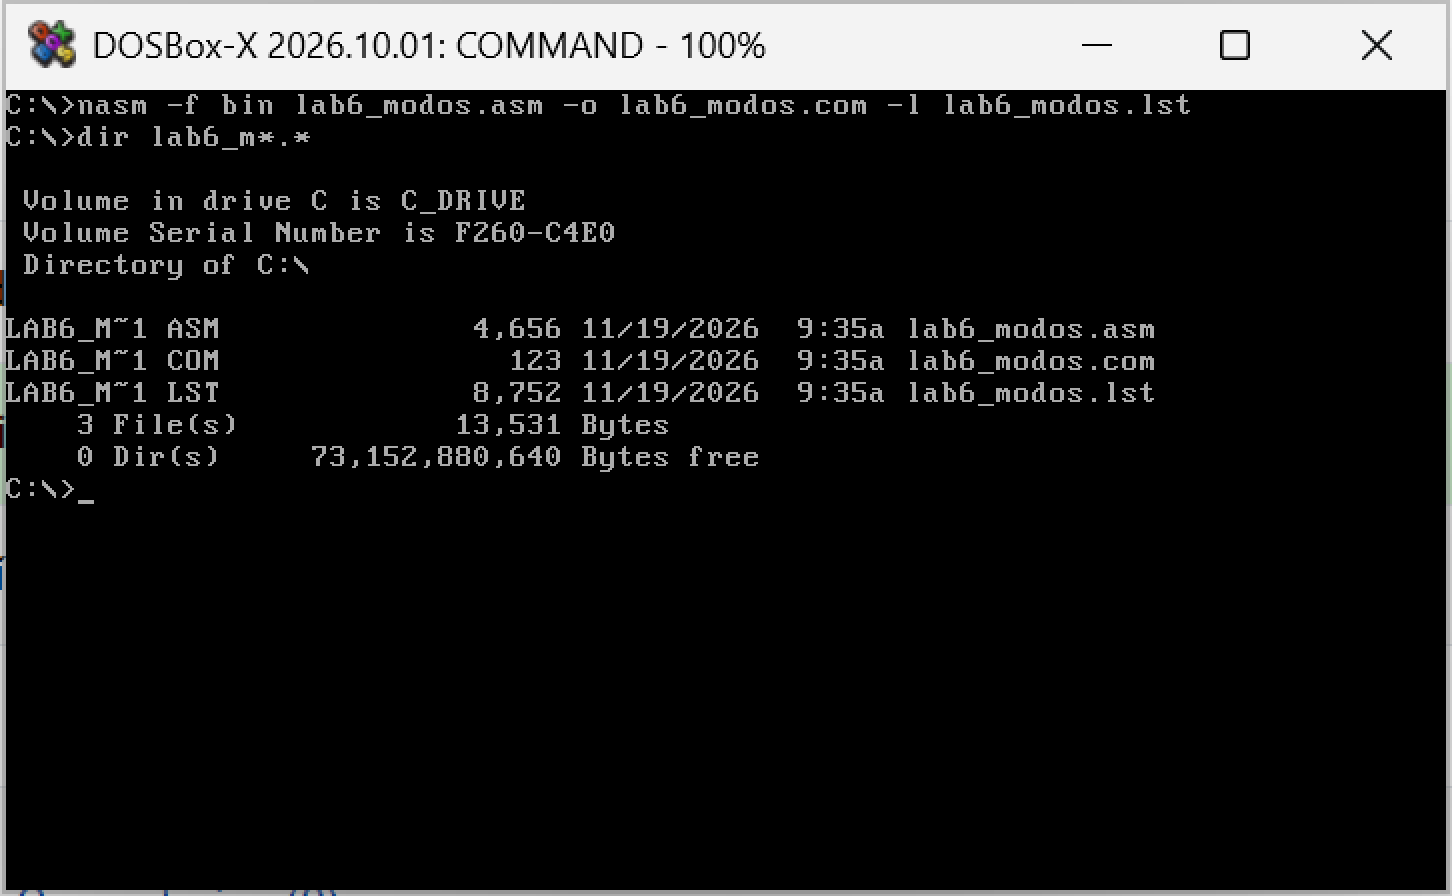 DOSBox-X 2026.10.01: COMMAND - 100%
C:\>nasm -f bin lab6_modos.asm -o lab6_modos.com -l lab6_modos.lst
C:\>dir lab6_m*.*
Volume in drive C is C_DRIVE
Volume Serial Number is F260-C4E0
Directory of C:\
LAB6_M~1 ASM 4,656 11/19/2026 9:35a lab6_modos.asm
LAB6_M~1 COM 123 11/19/2026 9:35a lab6_modos.com
LAB6_M~1 LST 8,752 11/19/2026 9:35a lab6_modos.lst
3 File(s) 13,531 Bytes
0 Dir(s) 73,152,880,640 Bytes free
C:\>_